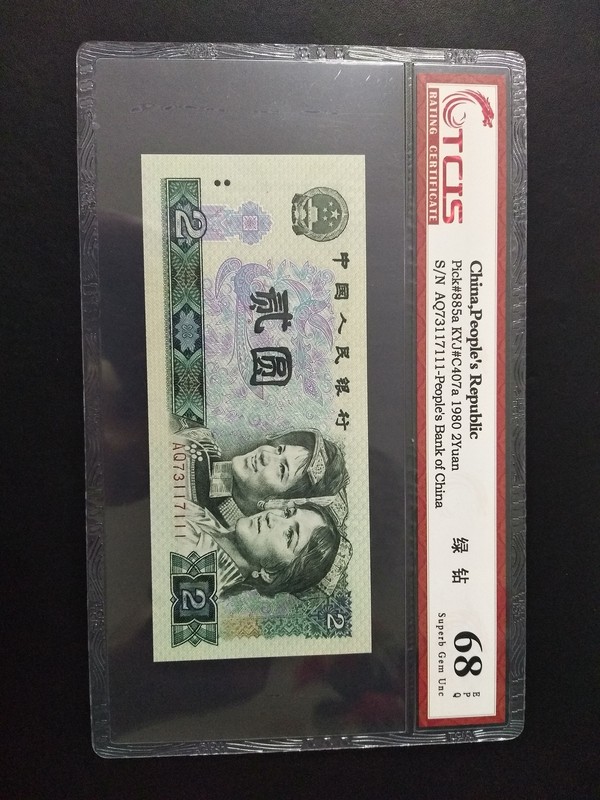 TCIS
RATING CERTIFICATE
China,People's Republic
Pick#885a KYJ#C407a 1980 2Yuan
S/N AQ73117111-People's Bank of China
绿钻
68
EPQ
Superb Gem Unc
中国人民银行
贰圆
2
AQ73117111
2
2